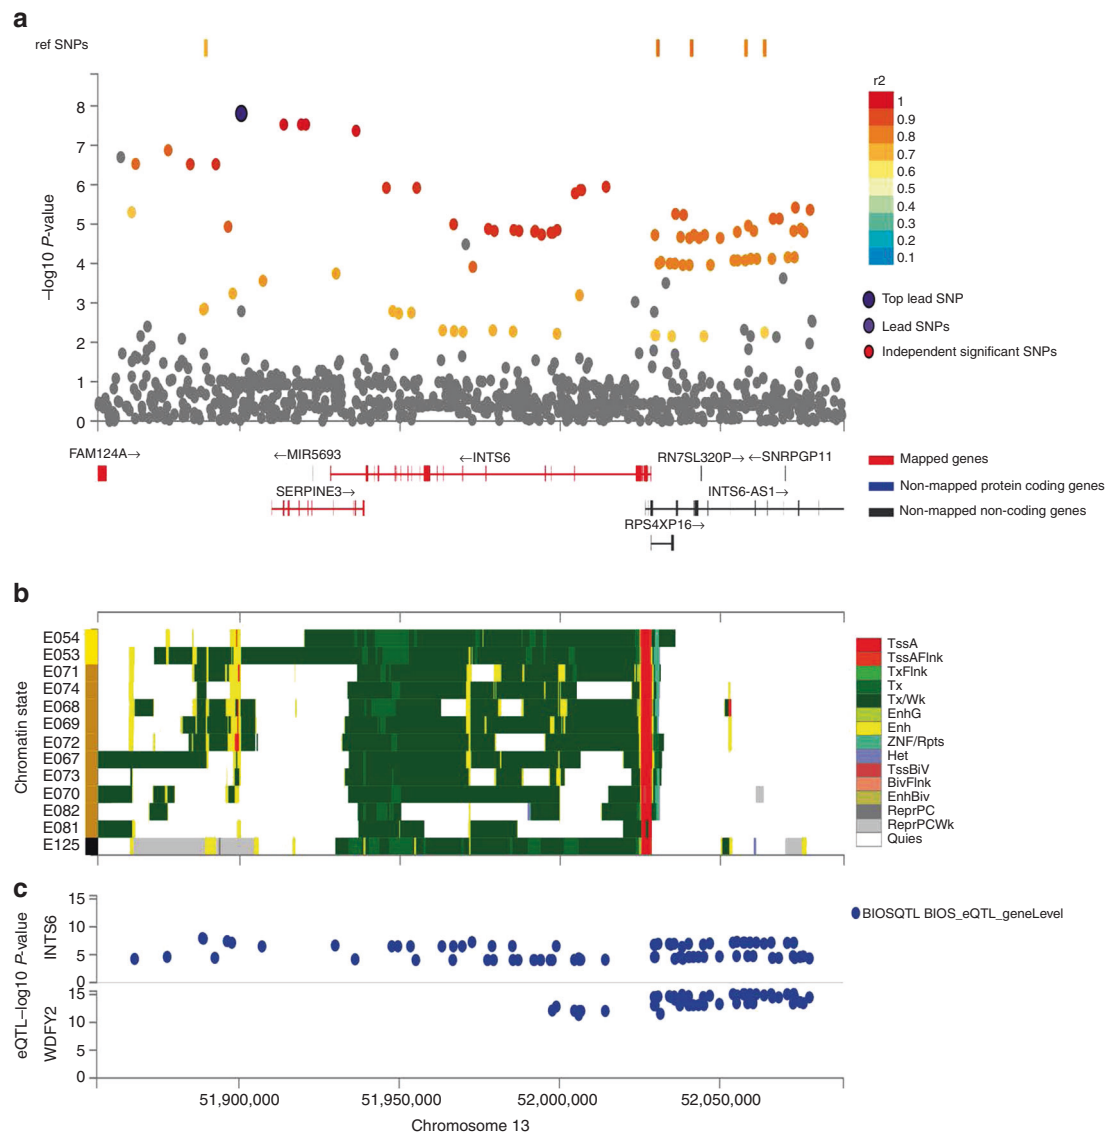 a
ref SNPs
−log10 P-value
8
7
6
5
4
3
2
1
0
r2
1
0.9
0.8
0.7
0.6
0.5
0.4
0.3
0.2
0.1
Top lead SNP
Lead SNPs
Independent significant SNPs
FAM124A→
←MIR5693
←INTS6
RN7SL320P→
←SNRPGP11
SERPINE3→
INTS6-AS1→
RPS4XP16→
Mapped genes
Non-mapped protein coding genes
Non-mapped non-coding genes
b
Chromatin state
E054
E053
E071
E074
E068
E069
E072
E067
E073
E070
E082
E081
E125
TssA
TssAFlnk
TxFlnk
Tx
Tx/Wk
EnhG
Enh
ZNF/Rpts
Het
TssBiV
BivFlnk
EnhBiv
ReprPC
ReprPCWk
Quies
c
eQTL–log10 P-value
INTS6
15
10
5
0
WDFY2
15
10
5
0
BIOSQTL BIOS_eQTL_geneLevel
51,900,000
51,950,000
52,000,000
52,050,000
Chromosome 13